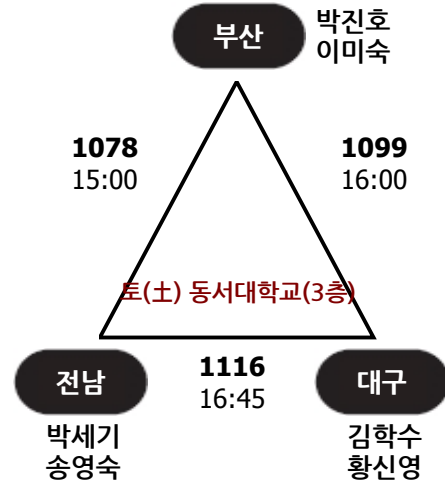 부산
박진호
이미숙
1078
15:00
1099
16:00
토(土) 동서대학교(3층)
전남
1116
16:45
대구
박세기
송영숙
김학수
황신영